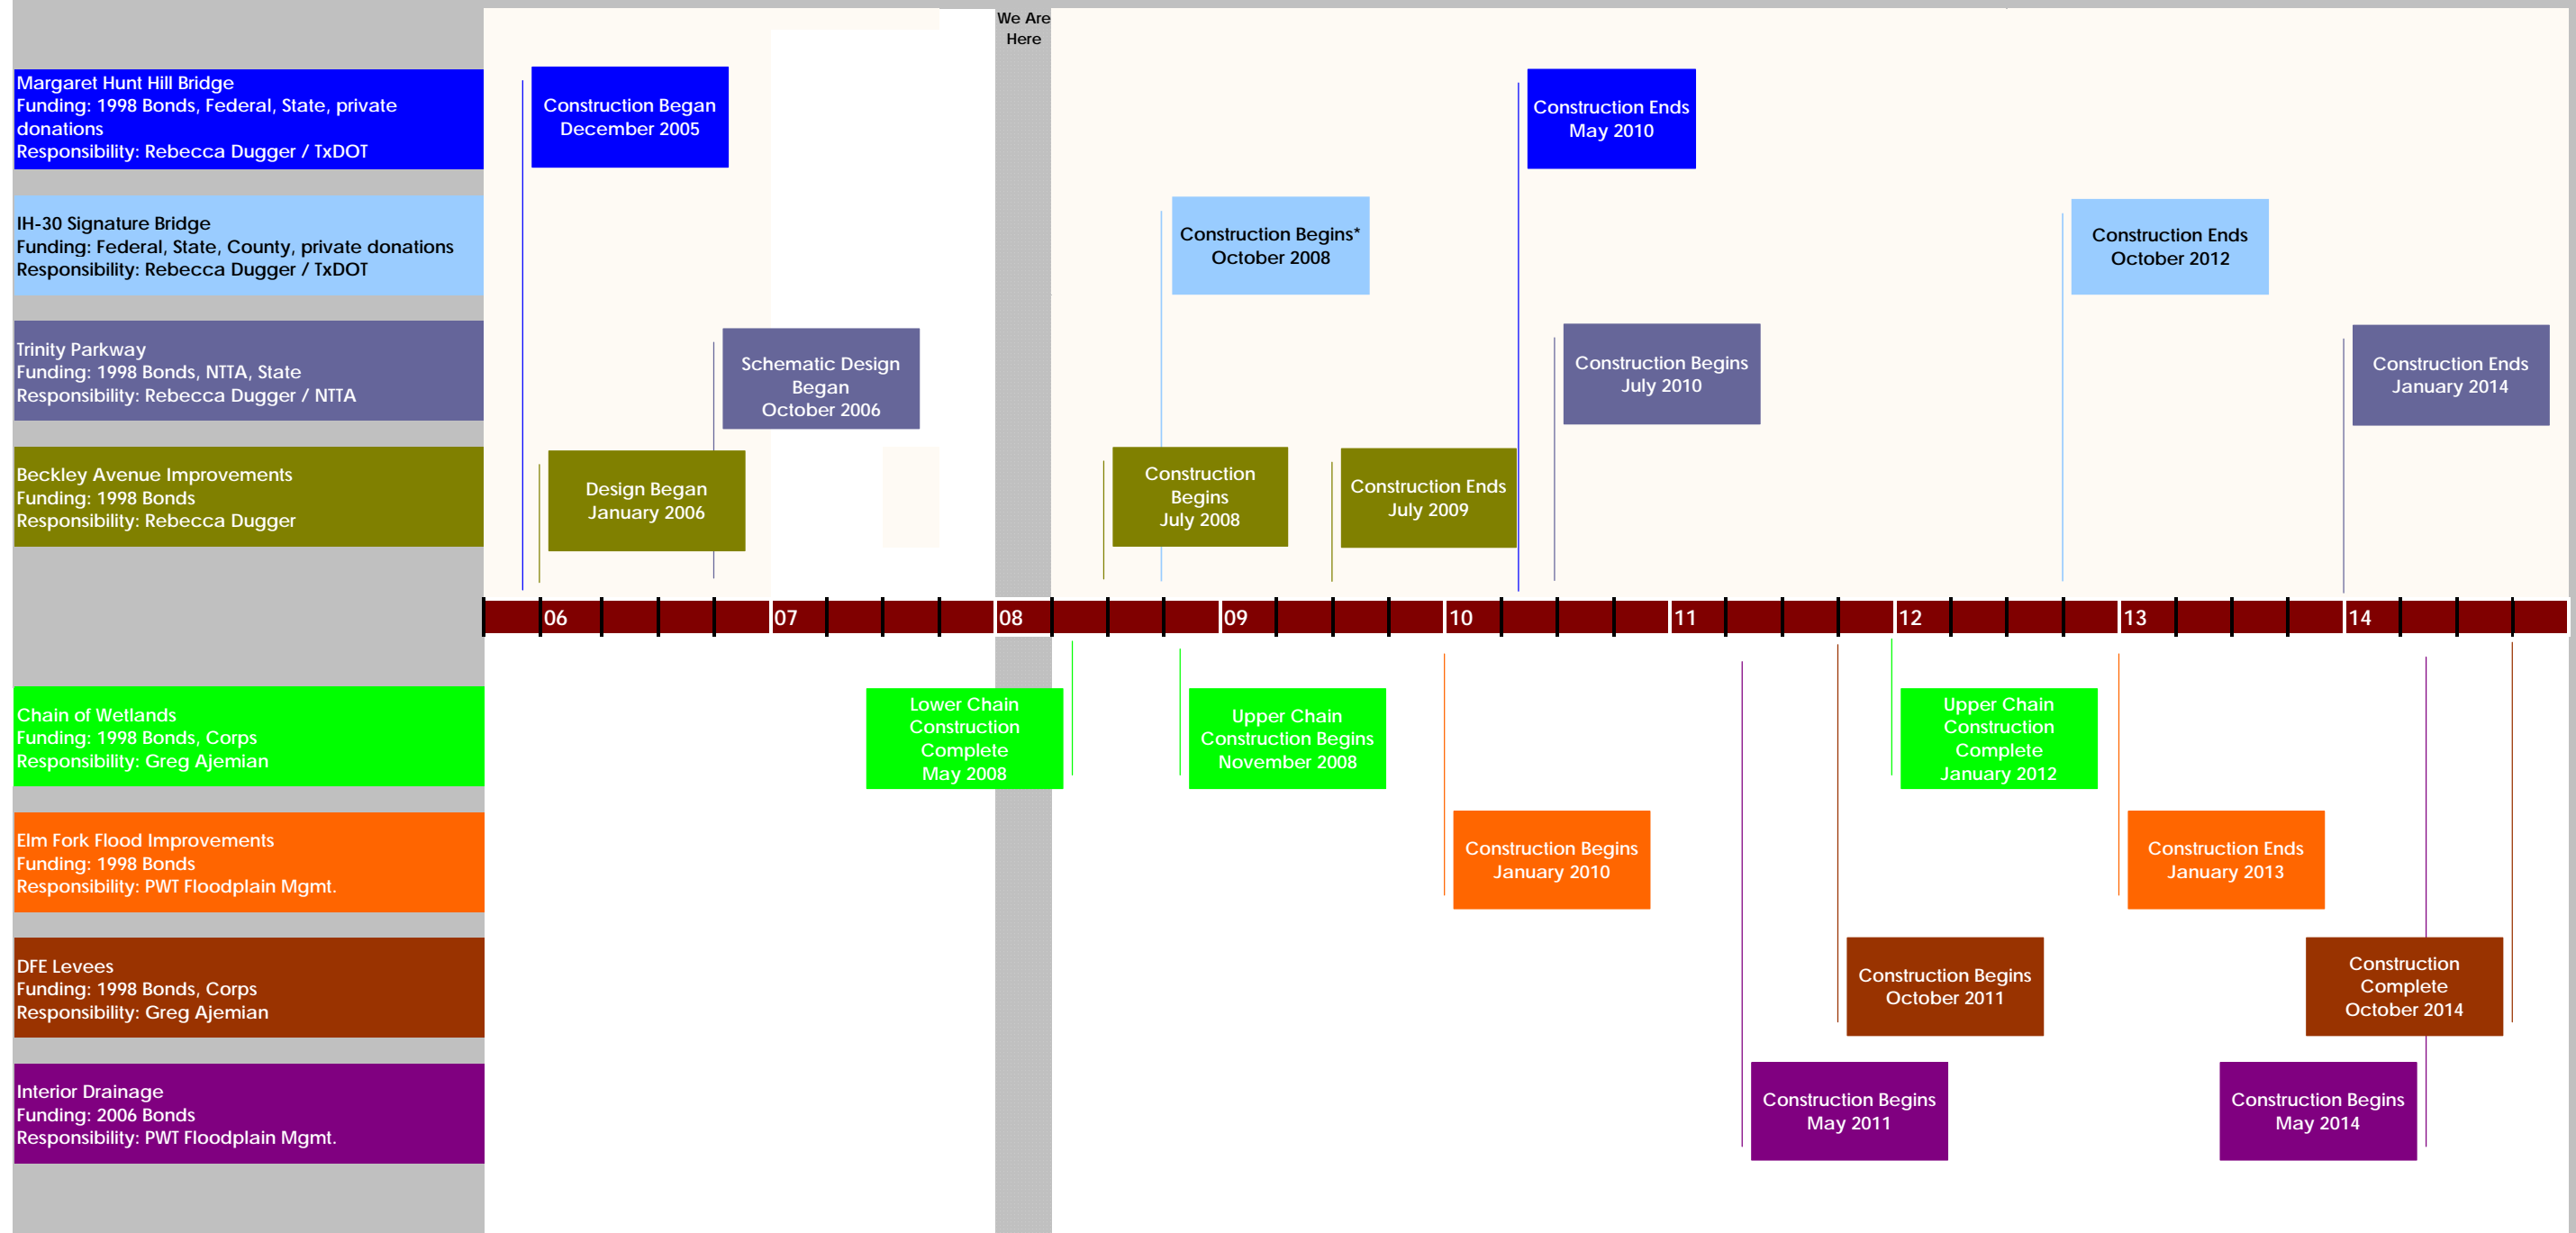 We Are
Here
Margaret Hunt Hill Bridge
Funding: 1998 Bonds, Federal, State, private
donations
Responsibility: Rebecca Dugger / TxDOT
Construction Began
December 2005
Construction Ends
May 2010
IH-30 Signature Bridge
Funding: Federal, State, County, private donations
Responsibility: Rebecca Dugger / TxDOT
Construction Begins*
October 2008
Construction Ends
October 2012
Trinity Parkway
Funding: 1998 Bonds, NTTA, State
Responsibility: Rebecca Dugger / NTTA
Schematic Design
Began
October 2006
Construction Begins
July 2010
Construction Ends
January 2014
Beckley Avenue Improvements
Funding: 1998 Bonds
Responsibility: Rebecca Dugger
Design Began
January 2006
Construction
Begins
July 2008
Construction Ends
July 2009
06 07 08 09 10 11 12 13 14
Chain of Wetlands
Funding: 1998 Bonds, Corps
Responsibility: Greg Ajemian
Lower Chain
Construction
Complete
May 2008
Upper Chain
Construction Begins
November 2008
Upper Chain
Construction
Complete
January 2012
Elm Fork Flood Improvements
Funding: 1998 Bonds
Responsibility: PWT Floodplain Mgmt.
Construction Begins
January 2010
Construction Ends
January 2013
DFE Levees
Funding: 1998 Bonds, Corps
Responsibility: Greg Ajemian
Construction Begins
October 2011
Construction
Complete
October 2014
Interior Drainage
Funding: 2006 Bonds
Responsibility: PWT Floodplain Mgmt.
Construction Begins
May 2011
Construction Begins
May 2014